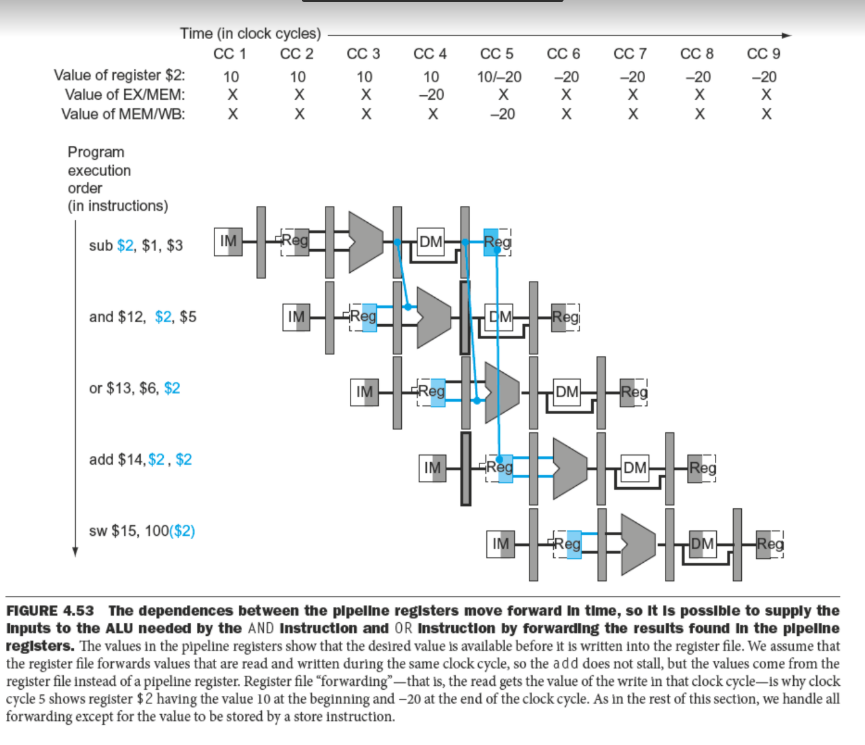 Time (in clock cycles)
CC 1 CC 2 CC 3 CC 4 CC 5 CC 6 CC 7 CC 8 CC 9
Value of register $2: 10 10 10 10 10/–20 –20 –20 –20 –20
Value of EX/MEM: X X X –20 X X X X X
Value of MEM/WB: X X X X –20 X X X X
Program
execution
order
(in instructions)
sub $2, $1, $3
IM Reg DM Reg
and $12, $2, $5
IM Reg DM Reg
or $13, $6, $2
IM Reg DM Reg
add $14,$2 , $2
IM Reg DM Reg
sw $15, 100($2)
IM Reg DM Reg
FIGURE 4.53 The dependences between the pipeline registers move forward in time, so it is possible to supply the
inputs to the ALU needed by the AND instruction and OR instruction by forwarding the results found in the pipeline
registers. The values in the pipeline registers show that the desired value is available before it is written into the register file. We assume that
the register file forwards values that are read and written during the same clock cycle, so the add does not stall, but the values come from the
register file instead of a pipeline register. Register file “forwarding”—that is, the read gets the value of the write in that clock cycle—is why clock
cycle 5 shows register $2 having the value 10 at the beginning and –20 at the end of the clock cycle. As in the rest of this section, we handle all
forwarding except for the value to be stored by a store instruction.